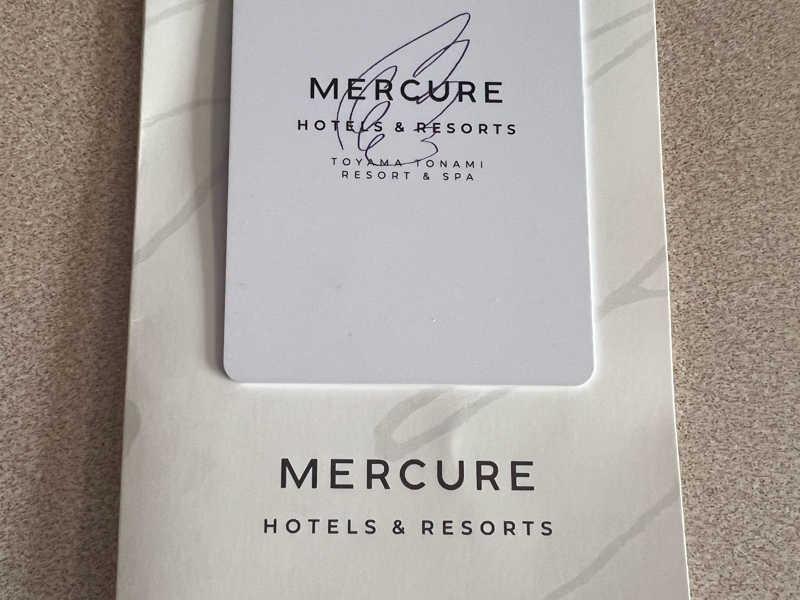 MERCURE
HOTELS & RESORTS
TOYAMA TONAMI
RESORT & SPA
MERCURE
HOTELS & RESORTS